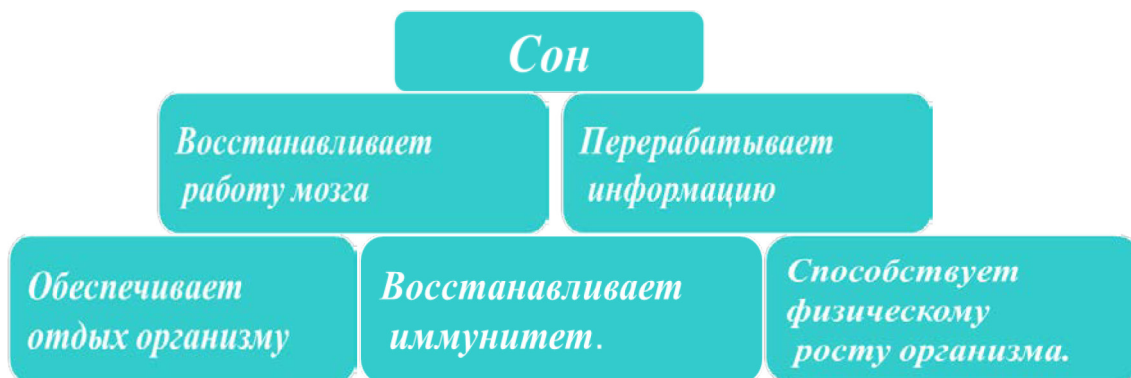 Сон
Восстанавливает
работу мозга
Перерабатывает
информацию
Обеспечивает
отдых организму
Восстанавливает
иммунитет.
Способствует
физическому
росту организма.